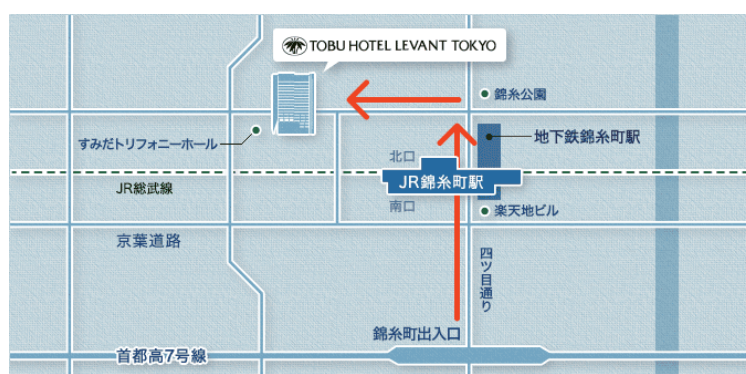 TOBU HOTEL LEVANT TOKYO
錦糸公園
地下鉄錦糸町駅
すみだトリフォニーホール
北口
JR錦糸町駅
JR総武線
南口
楽天地ビル
京葉道路
四ツ目通り
錦糸町出入口
首都高7号線